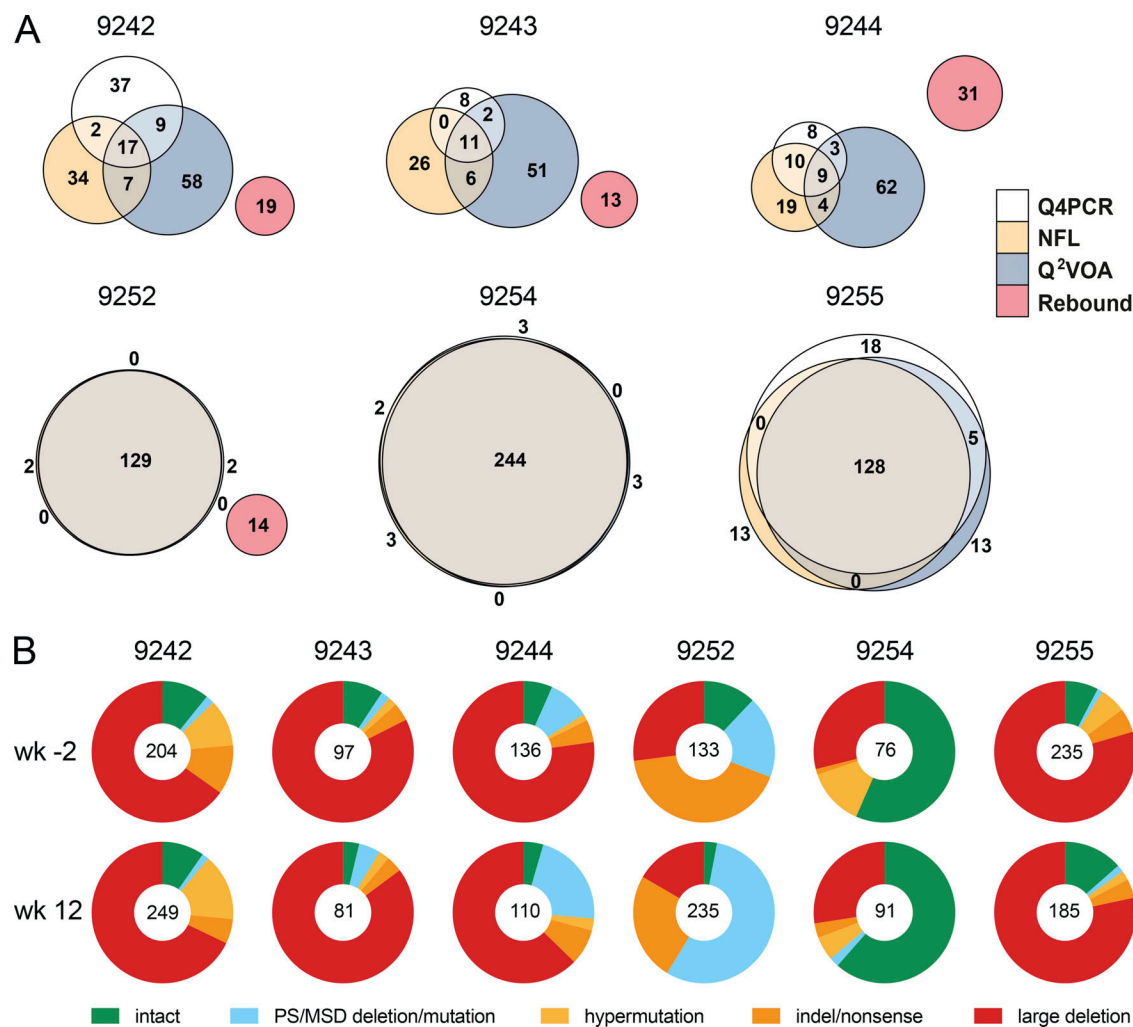 A
9242 9243 9244
37
2 9
17
34 7 58
19
8
0 2
11
26 6 51
13
31
8
10 3
9
19 4 62
Q4PCR
NFL
Q²VOA
Rebound
9252 9254 9255
0
129
2 2
0 0
14
3
0
2
244
3
3
0
18
0 5
128
13 13
0
B
9242 9243 9244 9252 9254 9255
wk -2 204 97 136 133 76 235
wk 12 249 81 110 235 91 185
intact PS/MSD deletion/mutation hypermutation indel/nonsense large deletion